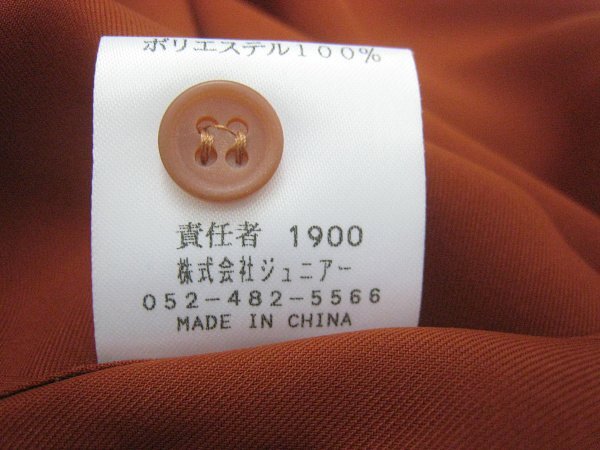 ポリエステル100%
責任者 1900
株式会社ジュニアー
052-482-5566
MADE IN CHINA